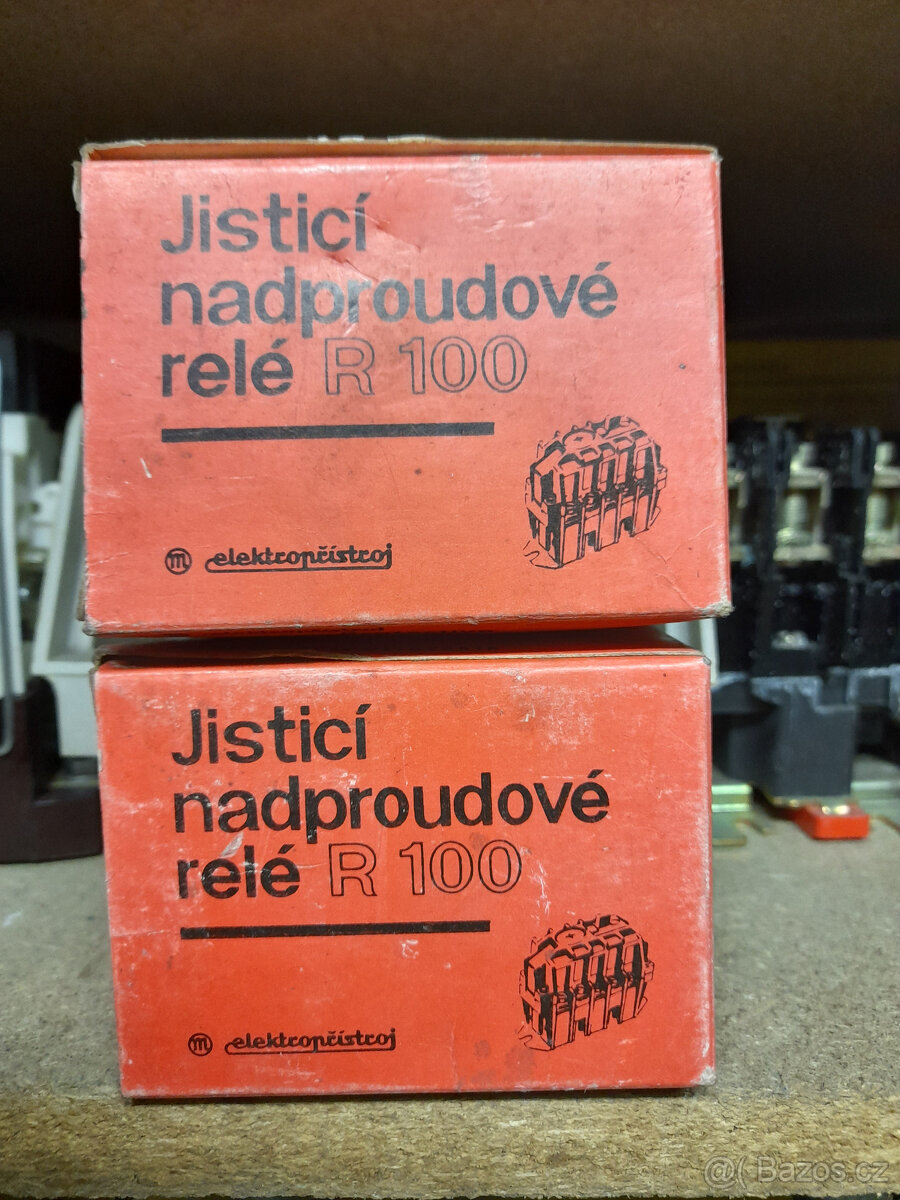 Jisticí
nadproudové
relé R 100
m elektropřístroj
Jisticí
nadproudové
relé R 100
m elektropřístroj
@( Bazos.cz